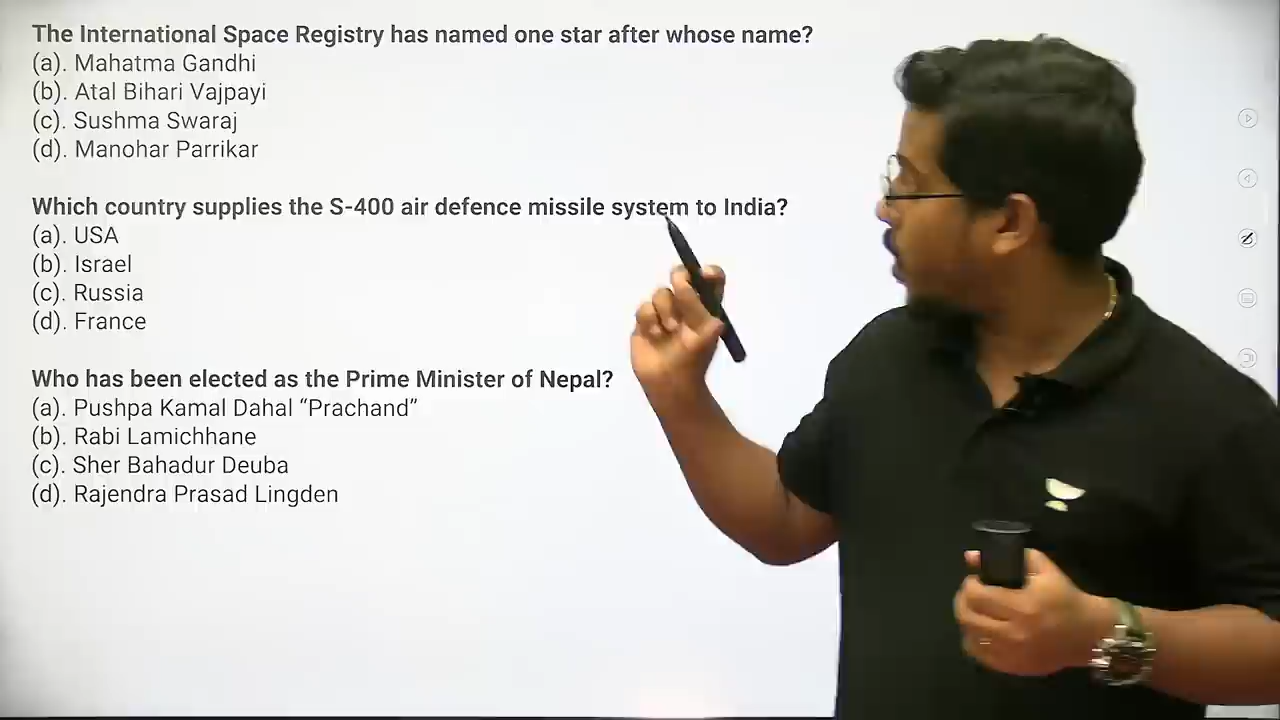 The International Space Registry has named one star after whose name?
(a). Mahatma Gandhi
(b). Atal Bihari Vajpayi
(c). Sushma Swaraj
(d). Manohar Parrikar
Which country supplies the S-400 air defence missile system to India?
(a). USA
(b). Israel
(c). Russia
(d). France
Who has been elected as the Prime Minister of Nepal?
(a). Pushpa Kamal Dahal “Prachand”
(b). Rabi Lamichhane
(c). Sher Bahadur Deuba
(d). Rajendra Prasad Lingden